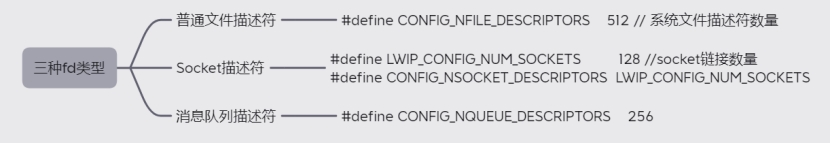 三种fd类型
普通文件描述符
#define CONFIG_NFILE_DESCRIPTORS 512 // 系统文件描述符数量
Socket描述符
#define LWIP_CONFIG_NUM_SOCKETS 128 //socket链接数量
#define CONFIG_NSOCKET_DESCRIPTORS LWIP_CONFIG_NUM_SOCKETS
消息队列描述符
#define CONFIG_NQUEUE_DESCRIPTORS 256